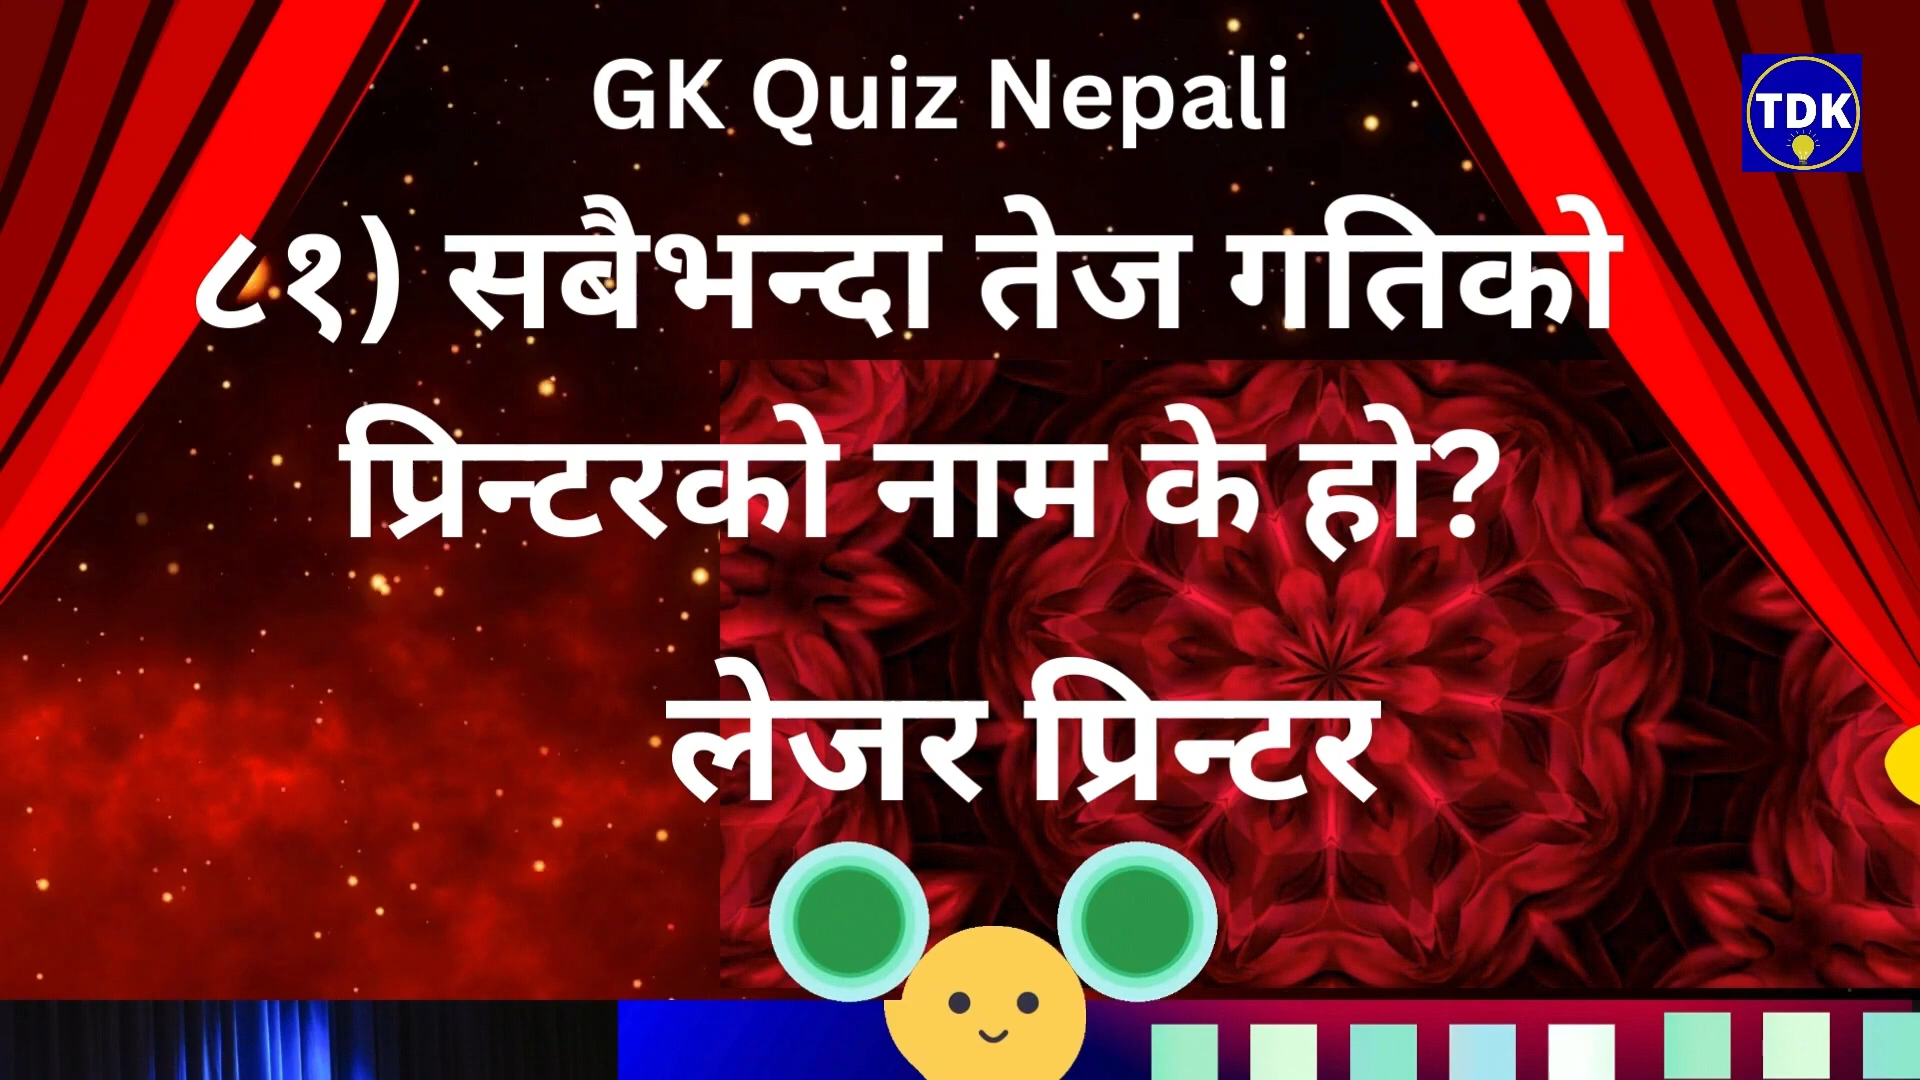 GK Quiz Nepali
TDK
८१) सबैभन्दा तेज गतिको
प्रिन्टरको नाम के हो?
लेजर प्रिन्टर